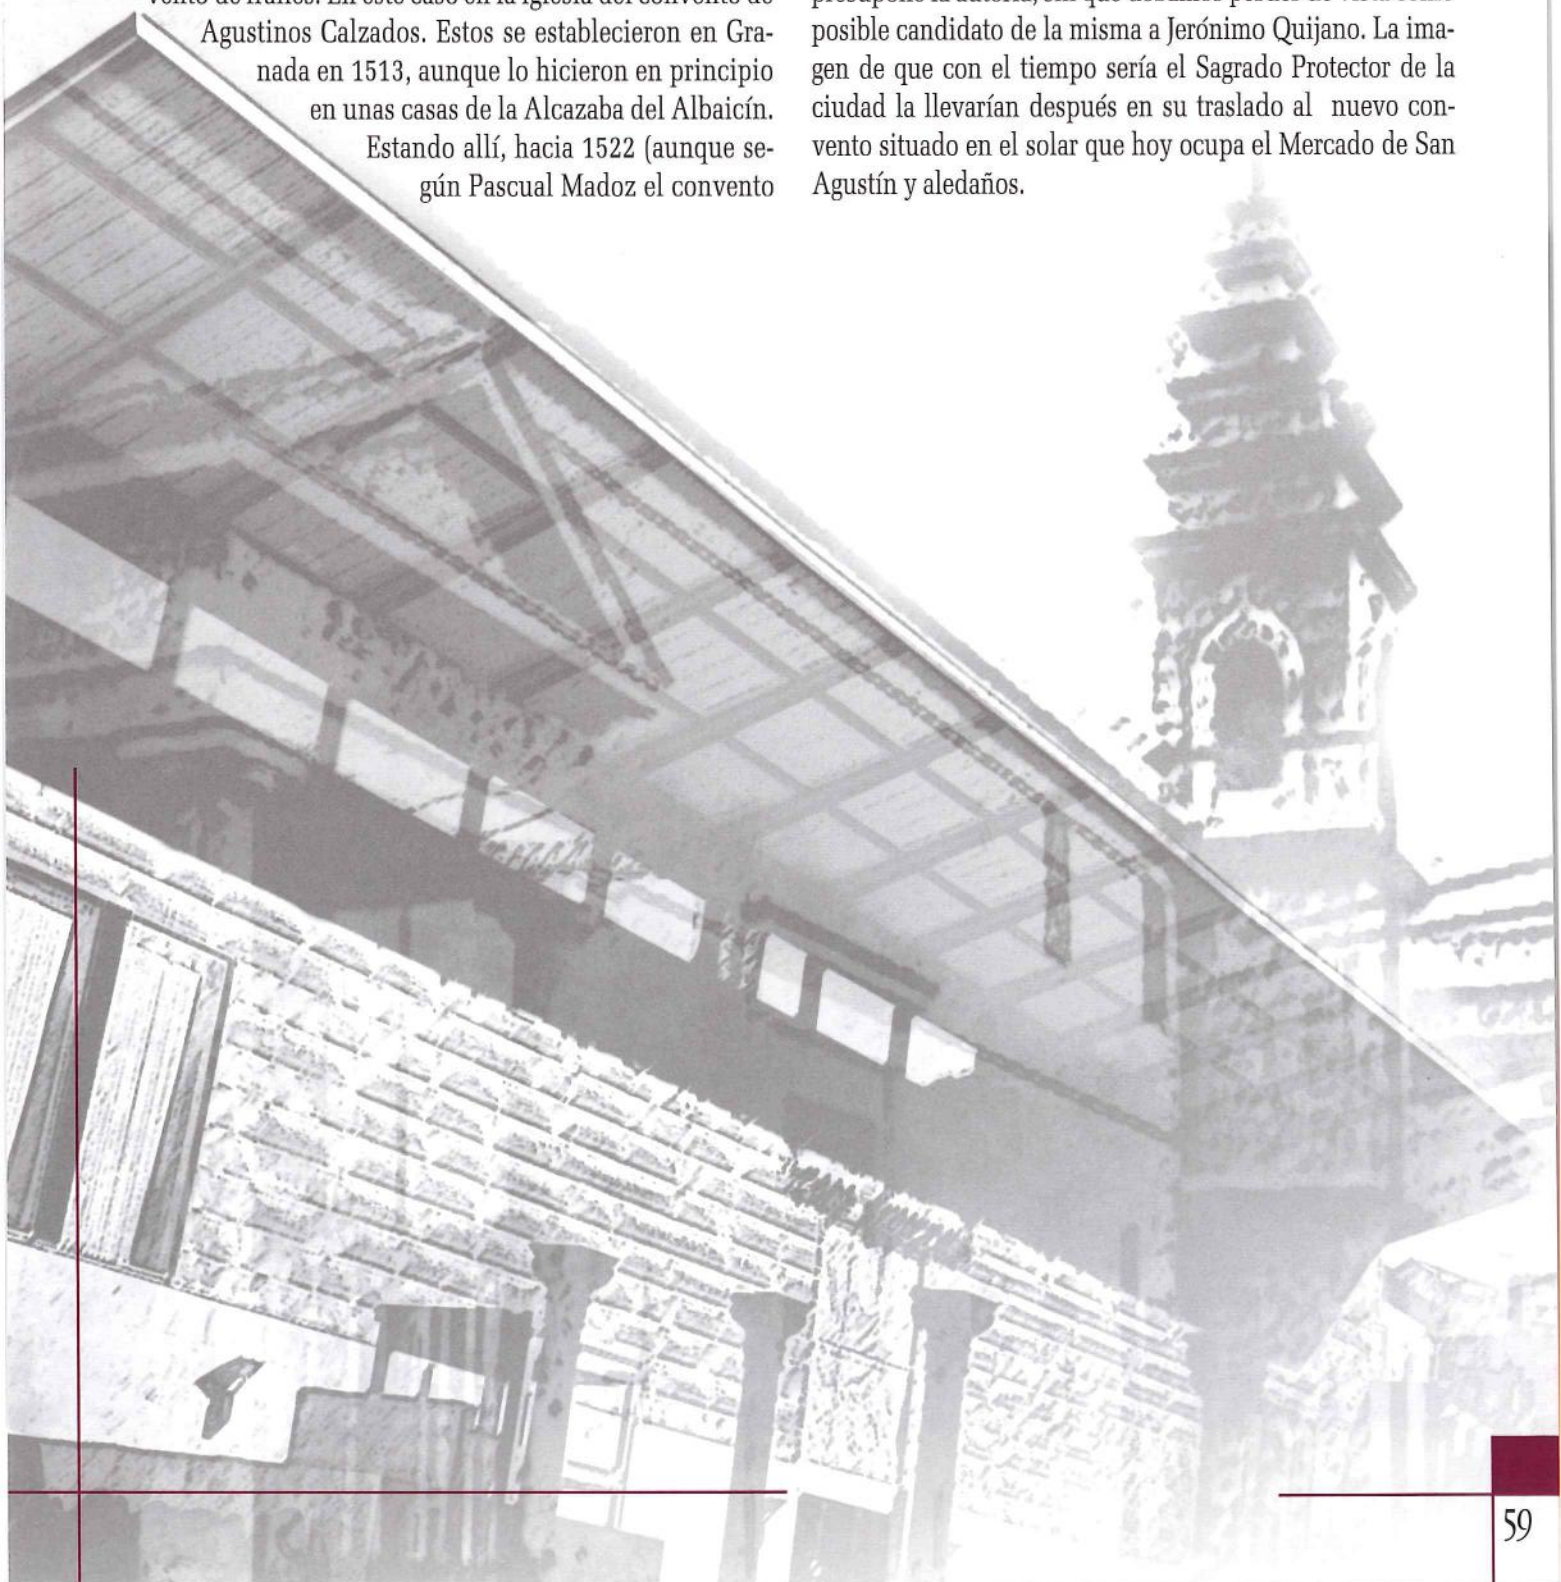 Agustinos Calzados. Estos se establecieron en Gra-
nada en 1513, aunque lo hicieron en principio
en unas casas de la Alcazaba del Albaicín.
Estando allí, hacia 1522 (aunque se-
gún Pascual Madoz el convento
posible candidato de la misma a Jerónimo Quijano. La ima-
gen de que con el tiempo sería el Sagrado Protector de la
ciudad la llevarían después en su traslado al nuevo con-
vento situado en el solar que hoy ocupa el Mercado de San
Agustín y aledaños.
59